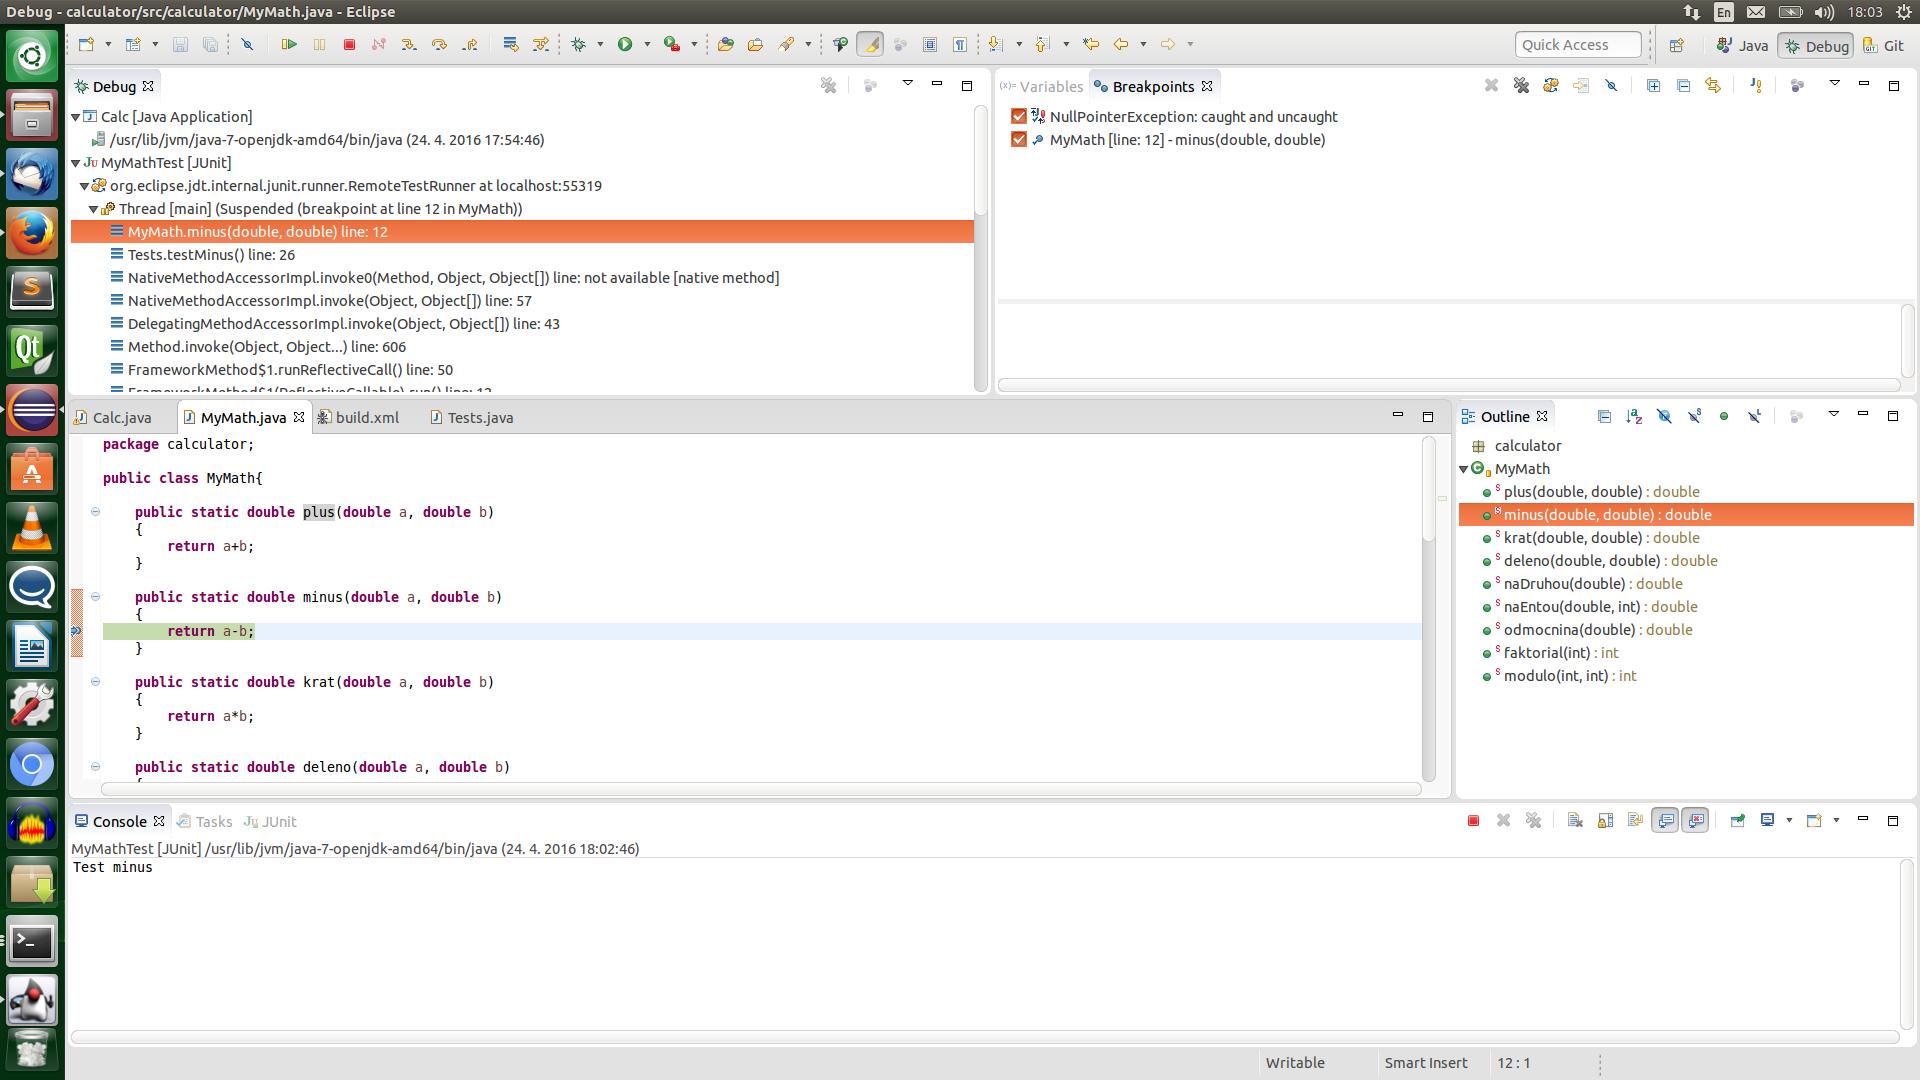 Debug - calculator/src/calculator/MyMath.java - Eclipse
En
18:03
Quick Access
Java
Debug
Git
Debug
Calc [Java Application]
/usr/lib/jvm/java-7-openjdk-amd64/bin/java (24. 4. 2016 17:54:46)
MyMathTest [JUnit]
org.eclipse.jdt.internal.junit.runner.RemoteTestRunner at localhost:55319
Thread [main] (Suspended (breakpoint at line 12 in MyMath))
MyMath.minus(double, double) line: 12
Tests.testMinus() line: 26
NativeMethodAccessorImpl.invoke0(Method, Object, Object[]) line: not available [native method]
NativeMethodAccessorImpl.invoke(Object, Object[]) line: 57
DelegatingMethodAccessorImpl.invoke(Object, Object[]) line: 43
Method.invoke(Object, Object...) line: 606
FrameworkMethod$1.runReflectiveCall() line: 50
FrameworkMethod$1(ReflectiveCallable).run() line: 12
(x)= Variables
Breakpoints
NullPointerException: caught and uncaught
MyMath [line: 12] - minus(double, double)
Calc.java
MyMath.java
build.xml
Tests.java
package calculator;
public class MyMath{
public static double plus(double a, double b)
{
return a+b;
}
public static double minus(double a, double b)
{
return a-b;
}
public static double krat(double a, double b)
{
return a*b;
}
public static double deleno(double a, double b)
{
Outline
calculator
MyMath
plus(double, double) : double
minus(double, double) : double
krat(double, double) : double
deleno(double, double) : double
naDruhou(double) : double
naEntou(double, int) : double
odmocnina(double) : double
faktorial(int) : int
modulo(int, int) : int
Console
Tasks
JUnit
MyMathTest [JUnit] /usr/lib/jvm/java-7-openjdk-amd64/bin/java (24. 4. 2016 18:02:46)
Test minus
Writable
Smart Insert
12 : 1